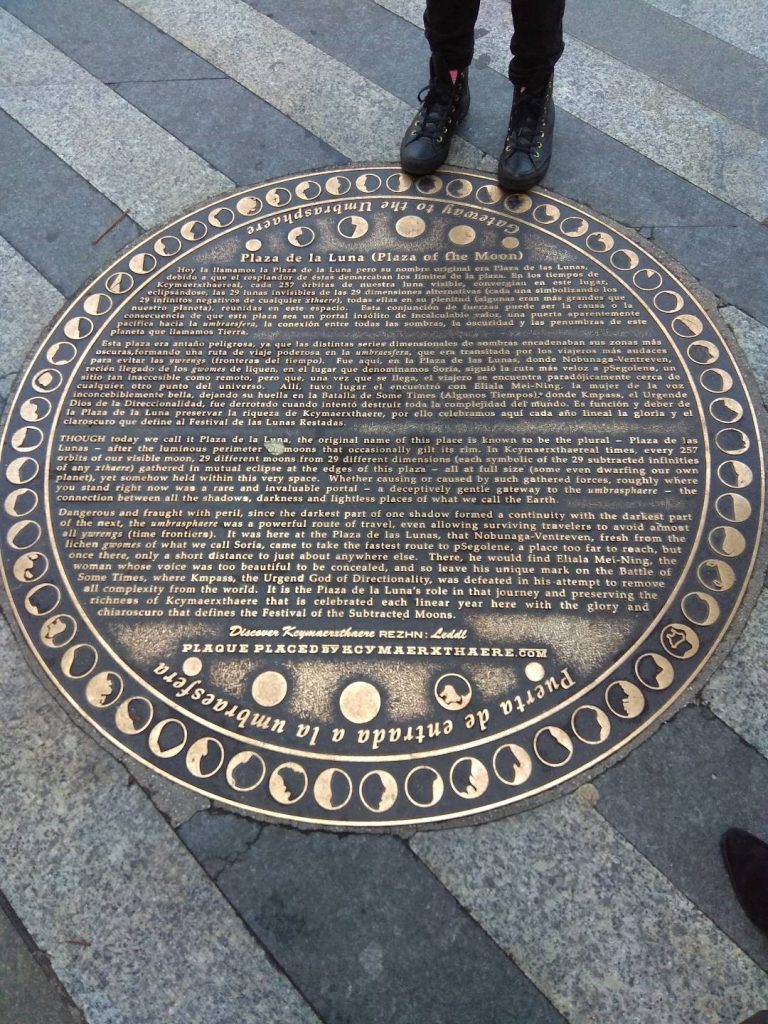 Gateway to the Umbrasphaere
Plaza de la Luna (Plaza of the Moon)
Hoy la llamamos la Plaza de la Luna pero su nombre original era Plaza de las Lunas,
debido a que el resplandor de éstas demarcaban los límites de la plaza. En los tiempos de
Kcymaerxthaereal, cada 257 órbitas de nuestra luna visible, convergían en este lugar,
eclipsándose, las 29 lunas invisibles de las 29 dimensiones alternativas (cada una simbolizando los
29 infinitos negativos de cualquier xthaere), todas ellas en su plenitud (algunas eran más grandes que
nuestro planeta), reunidas en este espacio. Esta conjunción de fuerzas puede ser la causa o la
consecuencia de que esta plaza sea un portal insólito de incalculable valor, una puerta aparentemente
pacífica hacia la umbrasfera, la conexión entre todas las sombras, la oscuridad y las penumbras de este
planeta que llamamos Tierra.
Esta plaza era antaño peligrosa, ya que las distintas series dimensionales de sombras encadenaban sus zonas más
oscuras,formando una ruta de viaje poderosa en la umbraesfera, que era transitada por los viajeros más audaces
para evitar las ywrengs (fronteras del tiempo). Fue aquí, en la Plaza de las Lunas, donde Nobunaga-Ventreven,
recién llegado de los gwomes de líquen, en el lugar que denominamos Soria, siguió la ruta más veloz a pSegolene, un
sitio tan inaccesible como remoto, pero que, una vez que se llega, el viajero se encuentra paradójicamente cerca de
cualquier otro punto del universo. Allí, tuvo lugar el encuentro con Eliala Mei-Ning, la mujer de la voz
inconcebiblemente bella, dejando su huella en la Batalla de Some Times (Algunos Tiempos), donde Kmpass, el Urgende
Dios de la Direccionalidad, fue derrotado cuando intentó destruir toda la complejidad del mundo. Es función y deber de
la Plaza de la Luna preservar la riqueza de Kcymaerxthaere, por ello celebramos aquí cada año lineal la gloria y el
claroscuro que define al Festival de las Lunas Restadas.
THOUGH today we call it Plaza de la Luna, the original name of this place is known to be the plural – Plaza de las
Lunas – after the luminous perimeter moons that occasionally gilt its rim. In Kcymaerxthaereal times, every 257
orbits of our visible moon, 29 different moons from 29 different dimensions (each symbolic of the 29 subtracted infinities
of any xthaere) gathered in mutual eclipse at the edges of this plaza – all at full size (some even dwarfing our own
planet), yet somehow held within this very space. Whether causing or caused by such gathered forces, roughly where
you stand right now was a rare and invaluable portal – a deceptively gentle gateway to the umbrasphere – the
connection between all the shadows, darkness and lightless places of what we call the Earth.
Dangerous and fraught with peril, since the darkest part of one shadow formed a continuity with the darkest part
of the next, the umbrasphere was a powerful route of travel, even allowing surviving travelers to avoid almost
all ywrengs (time frontiers). It was here at the Plaza de las Lunas, that Nobunaga-Ventreven, fresh from the
lichen gwomes of what we call Soria, came to take the fastest route to pSegolene, a place too far to reach, but
once there, only a short distance to just about anywhere else. There, he would find Eliala Mei-Ning, the
woman whose voice was too beautiful to be concealed, and so leave his unique mark on the Battle of
Some Times, where Kmpass, the Urgend God of Directionality, was defeated in his attempt to remove
all complexity from the world. It is the Plaza de la Luna's role in that journey and preserving the
richness of Kcymaerxthaere that is celebrated each linear year here with the glory and
chiaroscuro that defines the Festival of the Subtracted Moons.
Discover Kcymaerxthaere REZHN: Leddl
PLAQUE PLACED BY KCYMAERXTHAERE.COM
Puerta de entrada a la umbraesfera